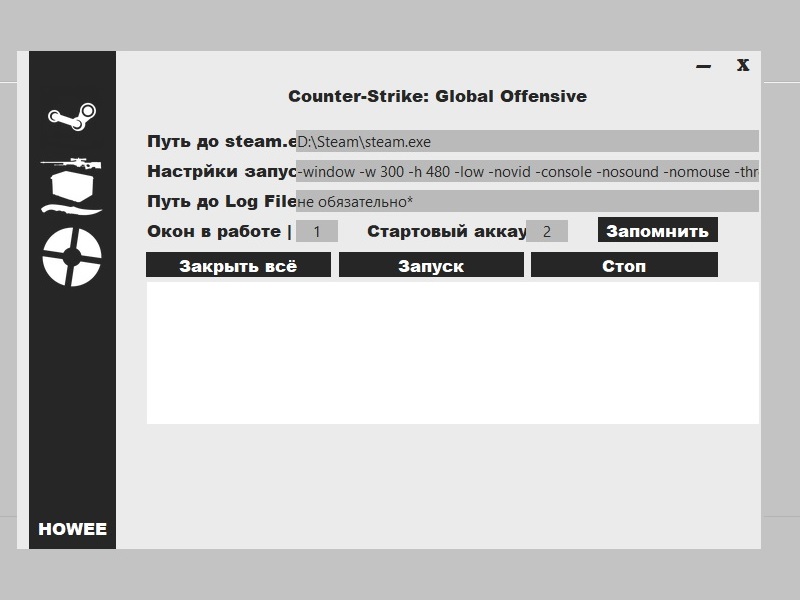 — X
Counter-Strike: Global Offensive
Путь до steam.e D:\Steam\steam.exe
Настрйки запус -window -w 300 -h 480 -low -novid -console -nosound -nomouse -thr
Путь до Log File не обязательно*
Окон в работе | 1 Стартовый аккау 2 Запомнить
Закрыть всё Запуск Стоп
HOWEE